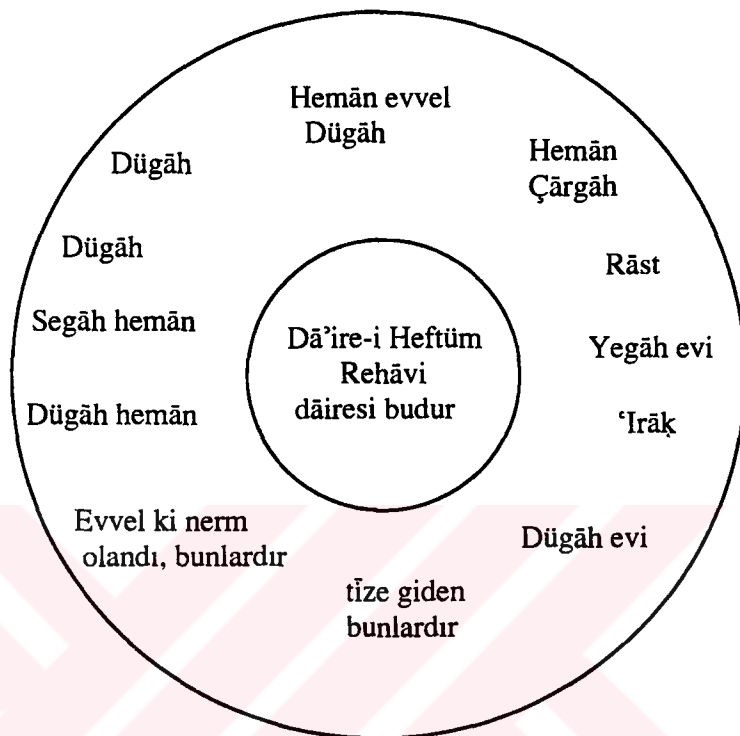 Hemān evvel
Dügāh
Hemān
Çārgāh
Rāst
Yegāh evi
ʿIrāḳ
Dügāh evi
tīze giden
bunlardır
Evvel ki nerm
olandı, bunlardır
Dügāh hemān
Segāh hemān
Dügāh
Dügāh
Dā’ire-i Heftüm
Rehāvi
dāiresi budur